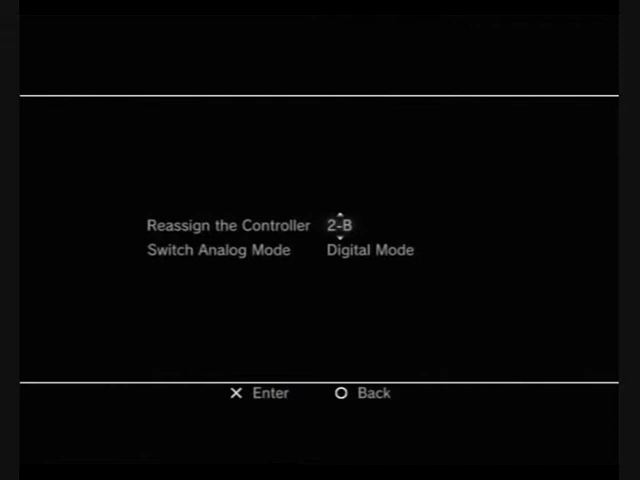 Reassign the Controller 2-B
Switch Analog Mode Digital Mode
X Enter O Back